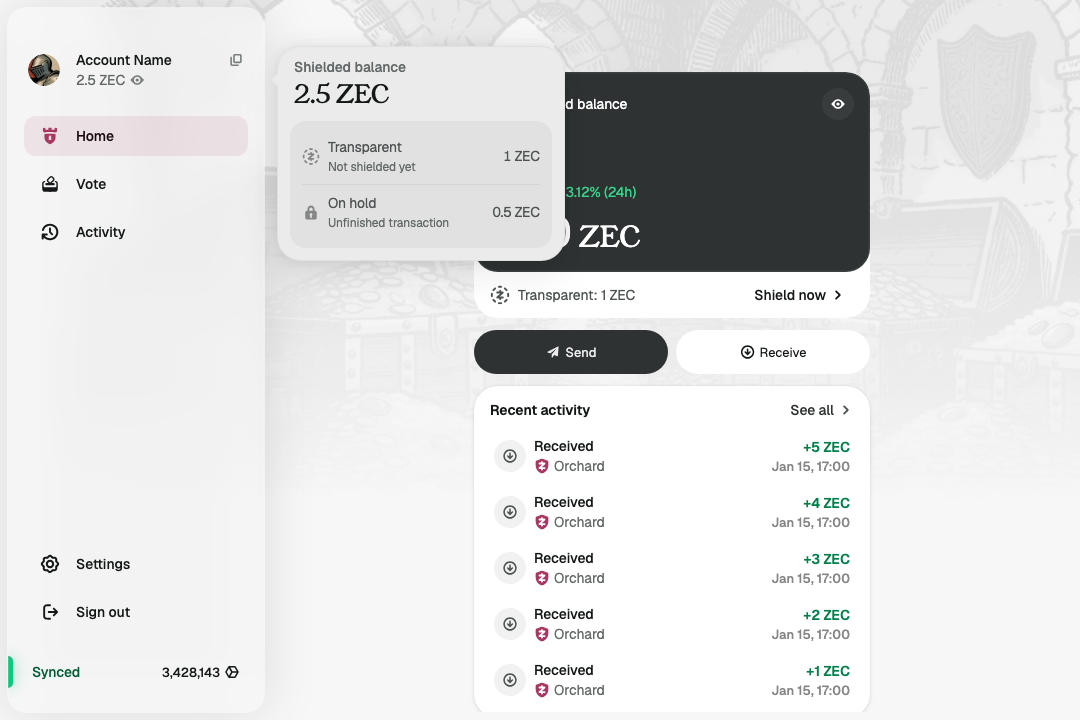 Account Name
2.5 ZEC
Home
Vote
Activity
Settings
Sign out
Synced
3,428,143
Shielded balance
2.5 ZEC
Transparent
1 ZEC
Not shielded yet
On hold
0.5 ZEC
Unfinished transaction
balance
3.12% (24h)
ZEC
Transparent: 1 ZEC
Shield now
Send
Receive
Recent activity
See all
Received
+5 ZEC
Orchard
Jan 15, 17:00
Received
+4 ZEC
Orchard
Jan 15, 17:00
Received
+3 ZEC
Orchard
Jan 15, 17:00
Received
+2 ZEC
Orchard
Jan 15, 17:00
Received
+1 ZEC
Orchard
Jan 15, 17:00